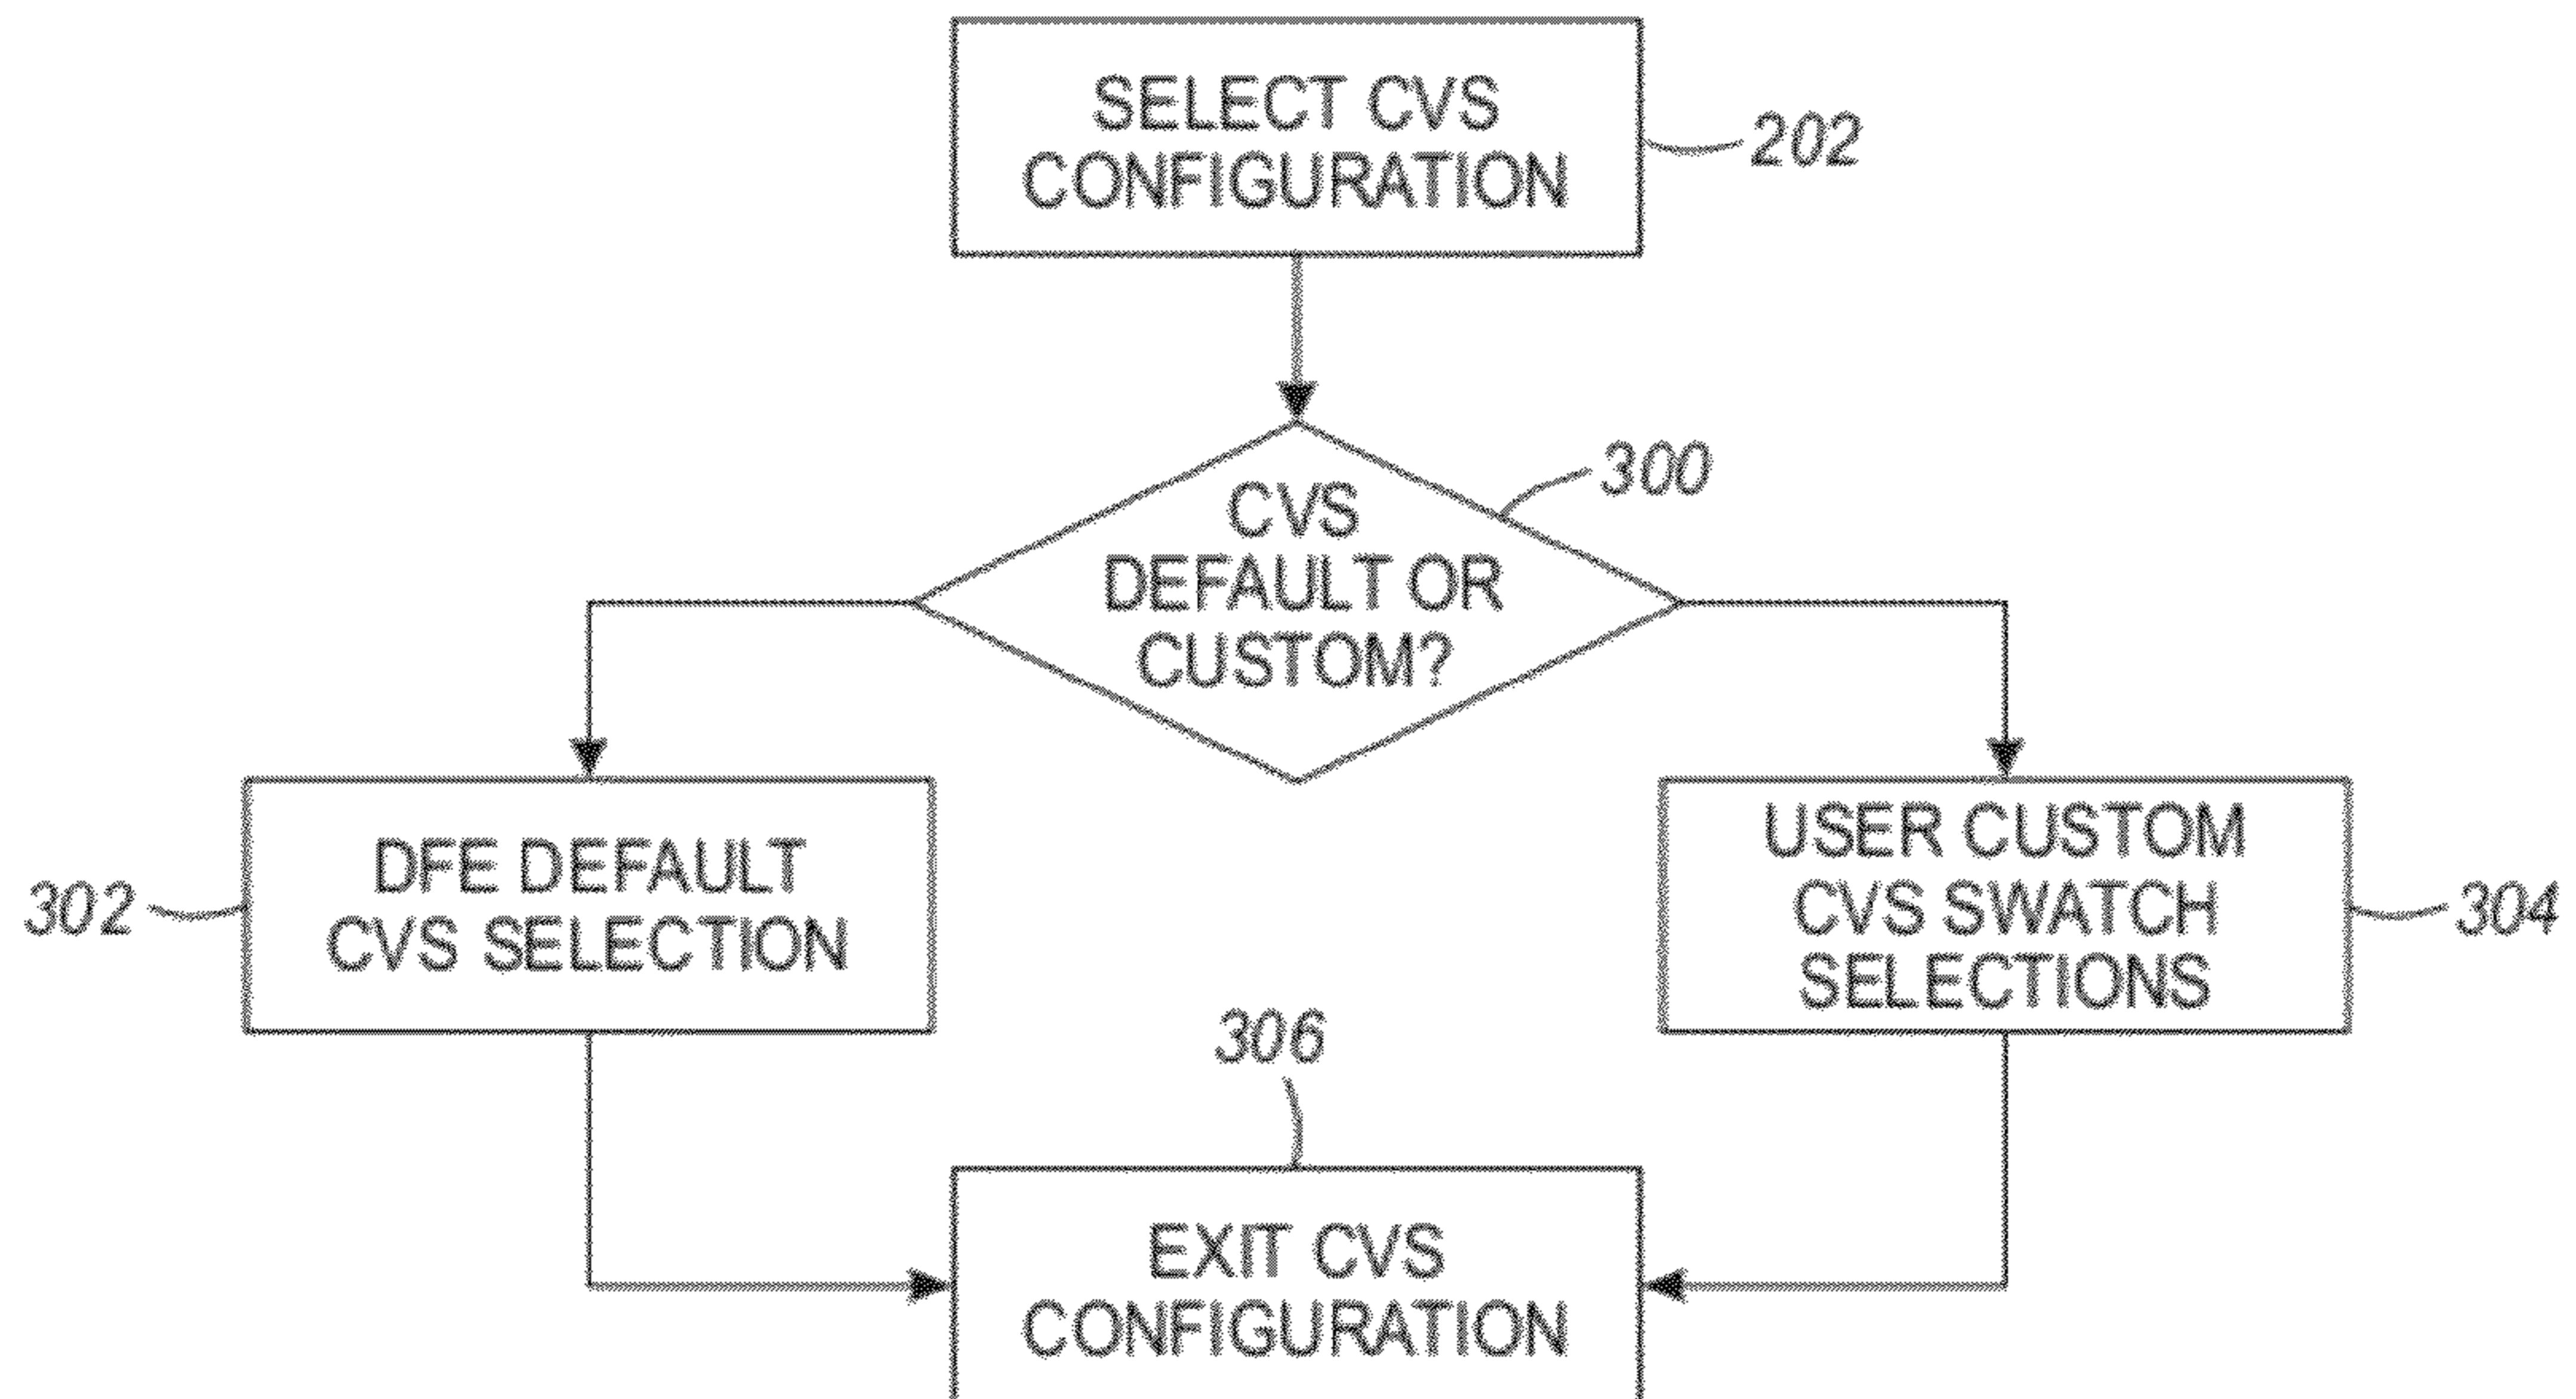 SELECT CVS
CONFIGURATION
202
300
CVS
DEFAULT OR
CUSTOM?
302
DFE DEFAULT
CVS SELECTION
USER CUSTOM
CVS SWATCH
SELECTIONS
304
306
EXIT CVS
CONFIGURATION